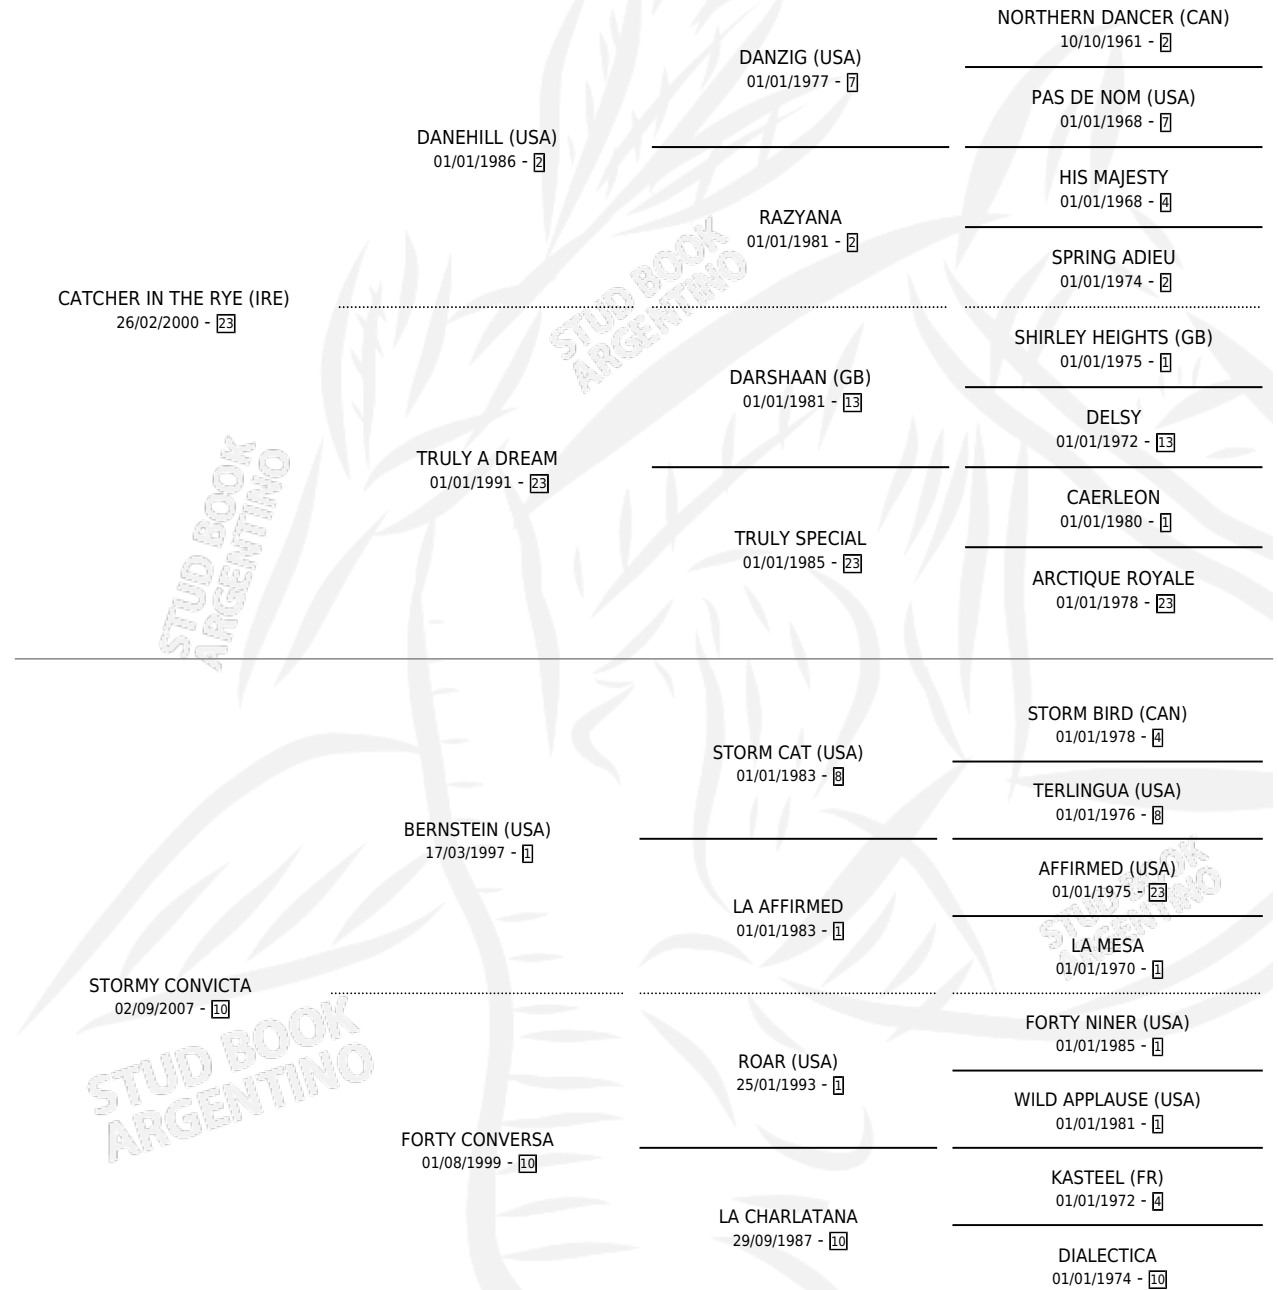 NORTHERN DANCER (CAN)
10/10/1961 - 2
DANZIG (USA)
01/01/1977 - 7
PAS DE NOM (USA)
01/01/1968 - 7
DANEHILL (USA)
01/01/1986 - 2
HIS MAJESTY
01/01/1968 - 4
RAZYANA
01/01/1981 - 2
SPRING ADIEU
01/01/1974 - 2
CATCHER IN THE RYE (IRE)
26/02/2000 - 23
SHIRLEY HEIGHTS (GB)
01/01/1975 - 1
DARSHAAN (GB)
01/01/1981 - 13
DELSY
01/01/1972 - 13
TRULY A DREAM
01/01/1991 - 23
CAERLEON
01/01/1980 - 1
TRULY SPECIAL
01/01/1985 - 23
ARCTIQUE ROYALE
01/01/1978 - 23
STORM BIRD (CAN)
01/01/1978 - 4
STORM CAT (USA)
01/01/1983 - 8
TERLINGUA (USA)
01/01/1976 - 8
BERNSTEIN (USA)
17/03/1997 - 1
AFFIRMED (USA)
01/01/1975 - 23
LA AFFIRMED
01/01/1983 - 1
LA MESA
01/01/1970 - 1
STORMY CONVICTA
02/09/2007 - 10
FORTY NINER (USA)
01/01/1985 - 1
ROAR (USA)
25/01/1993 - 1
WILD APPLAUSE (USA)
01/01/1981 - 1
FORTY CONVERSA
01/08/1999 - 10
KASTEEL (FR)
01/01/1972 - 4
LA CHARLATANA
29/09/1987 - 10
DIALECTICA
01/01/1974 - 10
STUD BOOK
ARGENTINO
STUD BOOK
ARGENTINO
STUD BOOK
ARGENTINO
STUD BOOK
ARGENTINO